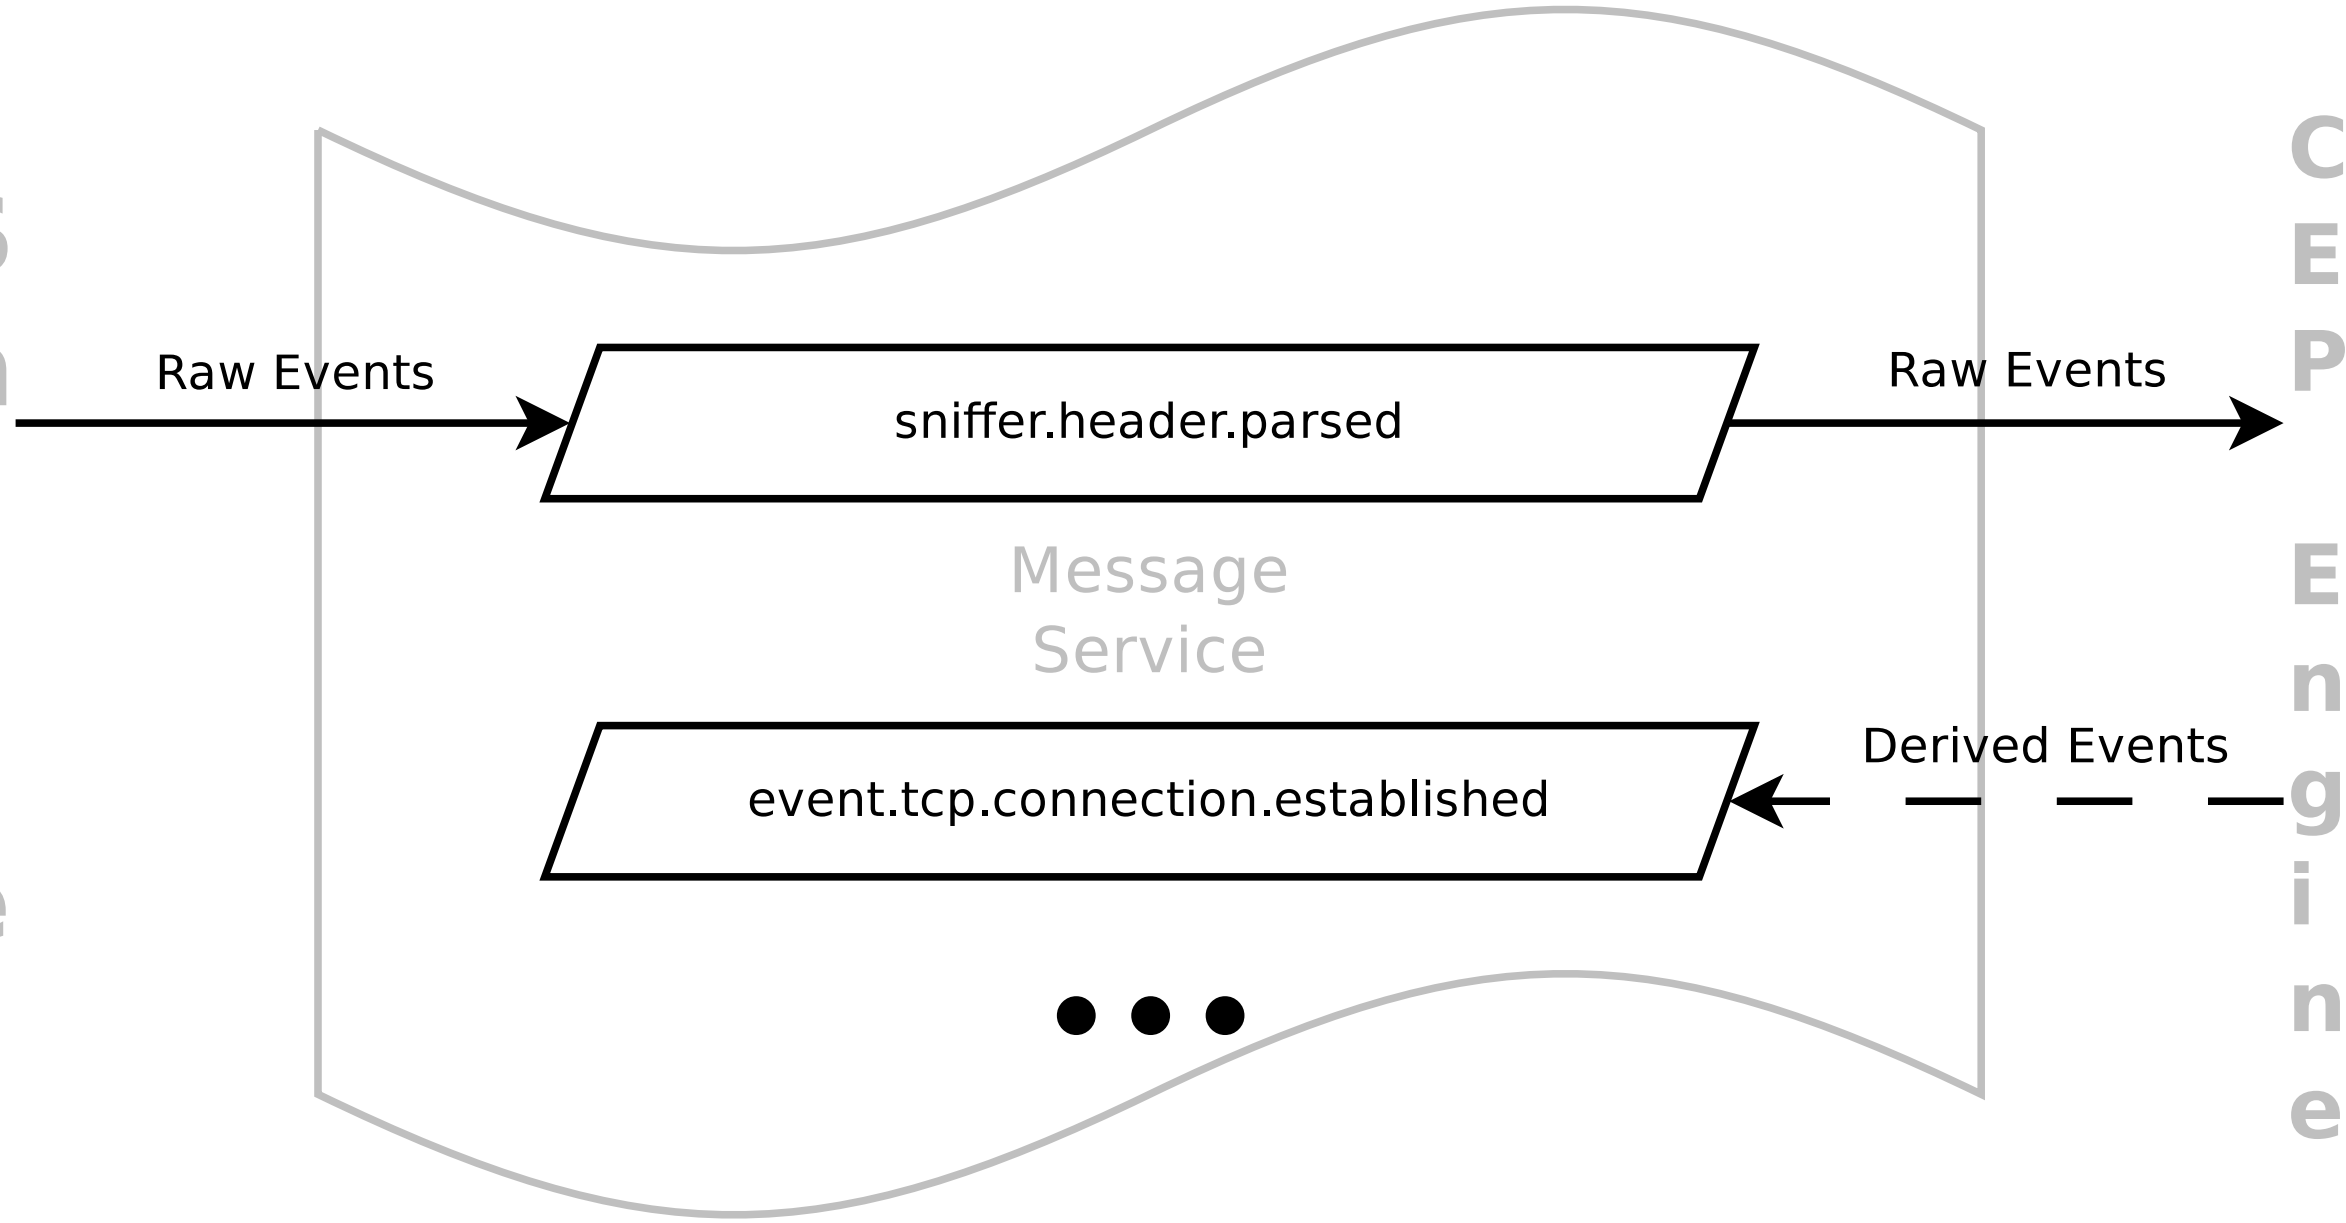 Raw Events
sniffer.header.parsed
Raw Events
Message
Service
event.tcp.connection.established
Derived Events
C
E
P
E
n
g
i
n
e